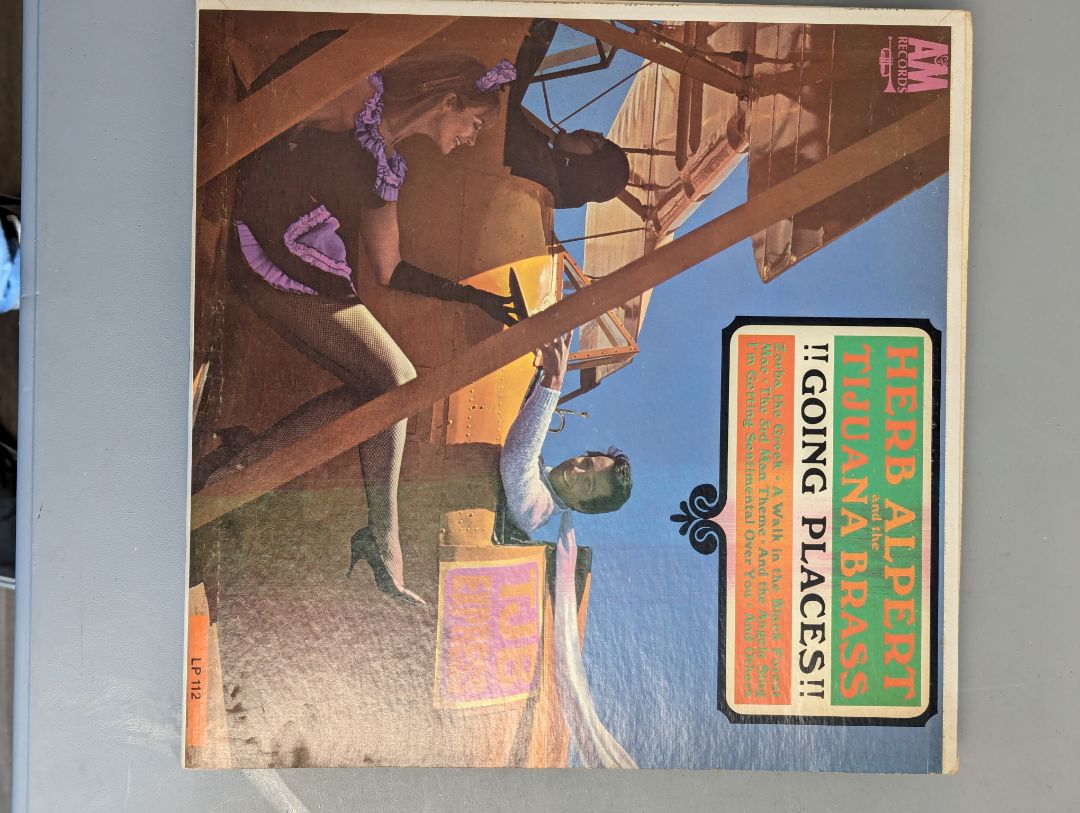 A&M
RECORDS
HERB ALPERT
and the
TIJUANA BRASS
!!GOING PLACES!!
Zorba the Greek • A Walk in the Black Forest
Mae • The 3rd Man Theme • And the Angels Sing
I'm Getting Sentimental Over You • And Others
TJB
EXPRESS
LP 112